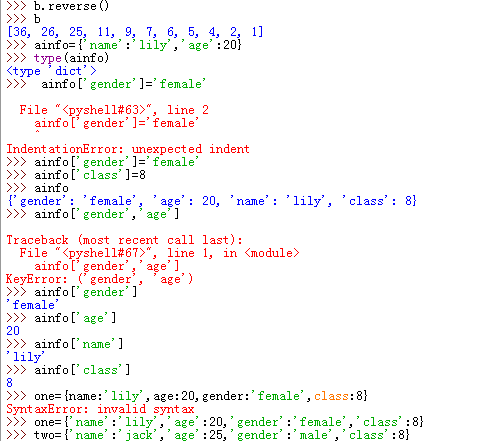 >>> b.reverse()
>>> b
[36, 26, 25, 11, 9, 7, 6, 5, 4, 2, 1]
>>> ainfo={'name':'lily','age':20}
>>> type(ainfo)
<type 'dict'>
>>>  ainfo['gender']='female'
  File "<pyshell#63>", line 2
    ainfo['gender']='female'
    ^
IndentationError: unexpected indent
>>> ainfo['gender']='female'
>>> ainfo['class']=8
>>> ainfo
{'gender': 'female', 'age': 20, 'name': 'lily', 'class': 8}
>>> ainfo['gender','age']
Traceback (most recent call last):
  File "<pyshell#67>", line 1, in <module>
    ainfo['gender','age']
KeyError: ('gender', 'age')
>>> ainfo['gender']
'female'
>>> ainfo['age']
20
>>> ainfo['name']
'lily'
>>> ainfo['class']
8
>>> one={name:'lily',age:20,gender:'female',class:8}
SyntaxError: invalid syntax
>>> one={'name':'lily','age':20,'gender':'female','class':8}
>>> two={'name':'jack','age':25,'gender':'male','class':8}